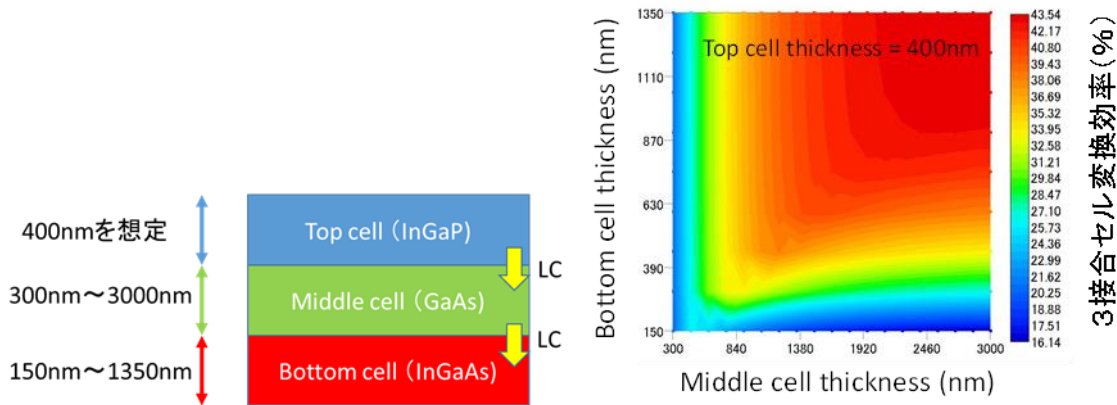 400nmを想定
Top cell (InGaP)
LC
300nm～3000nm
Middle cell (GaAs)
LC
150nm～1350nm
Bottom cell (InGaAs)
Bottom cell thickness (nm)
1350
1110
870
630
390
150
Top cell thickness = 400nm
300
840
1380
1920
2460
3000
Middle cell thickness (nm)
43.54
42.17
40.80
39.43
38.06
36.69
35.32
33.95
32.58
31.21
29.84
28.47
27.10
25.73
24.36
22.99
21.62
20.25
18.88
17.51
16.14
3接合セル変換効率(%)